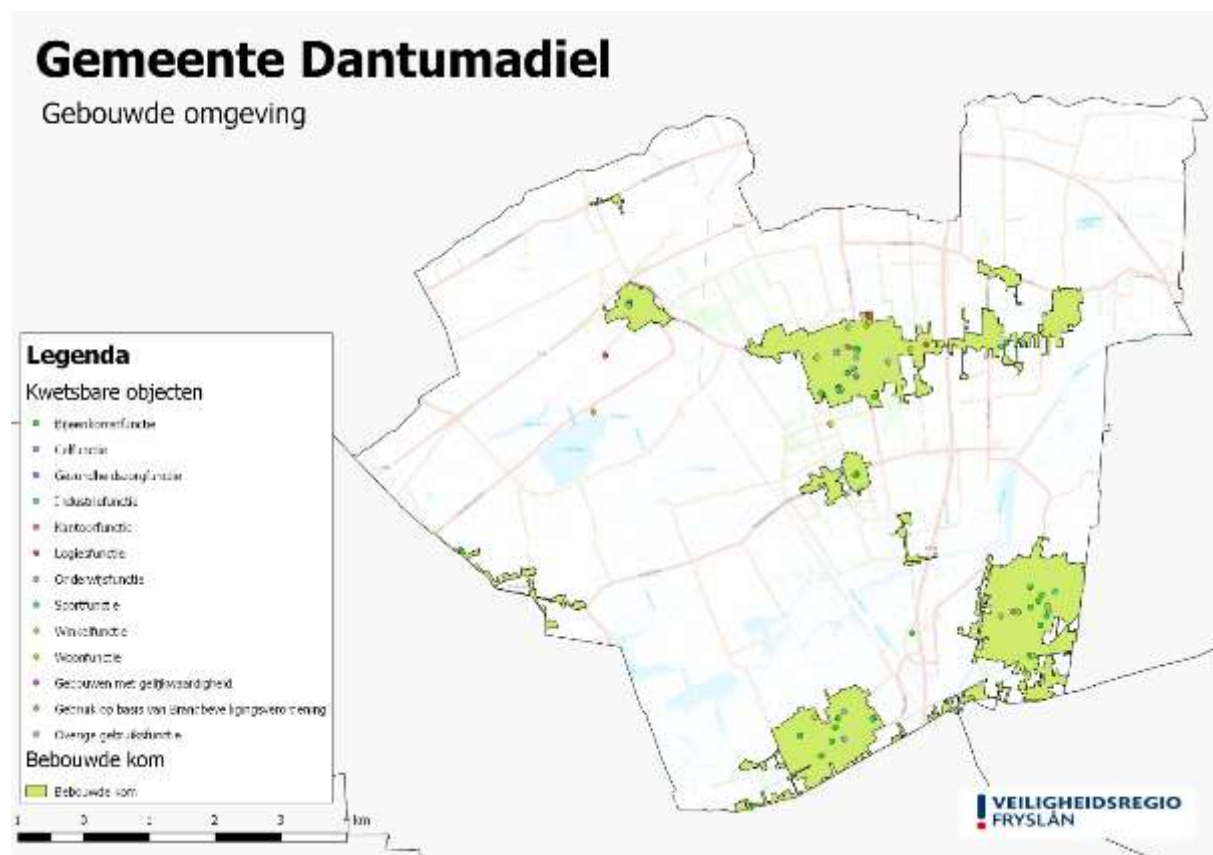 Gemeente Dantumadiel
Gebouwde omgeving
Legenda
Kwetsbare objecten
Bijeenkomstfunctie
Celfunctie
Gezondheidszorgfunctie
Industriefunctie
Kantoorfunctie
Logiesfunctie
Onderwijsfunctie
Sportfunctie
Winkelfunctie
Woonfunctie
Gebouwen met gelijkwaardigheid
Gebruik op basis van Brandbeveiligingsverordening
Overige gebruiksfunctie
Bebouwde kom
Bebouwde kom
1 0 1 2 3 4 km
VEILIGHEIDSREGIO
FRYSLÂN